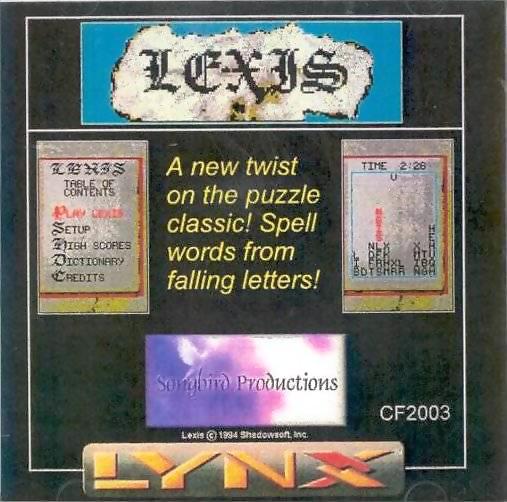 LEXIS
LEXIS
TABLE OF
CONTENTS
PLAY LEXIS
SETUP
HIGH SCORES
DICTIONARY
CREDITS
A new twist
on the puzzle
classic! Spell
words from
falling letters!
TIME 2:26
U
Songbird Productions
CF2003
Lexis © 1994 Shadowsoft, Inc.
LYNX